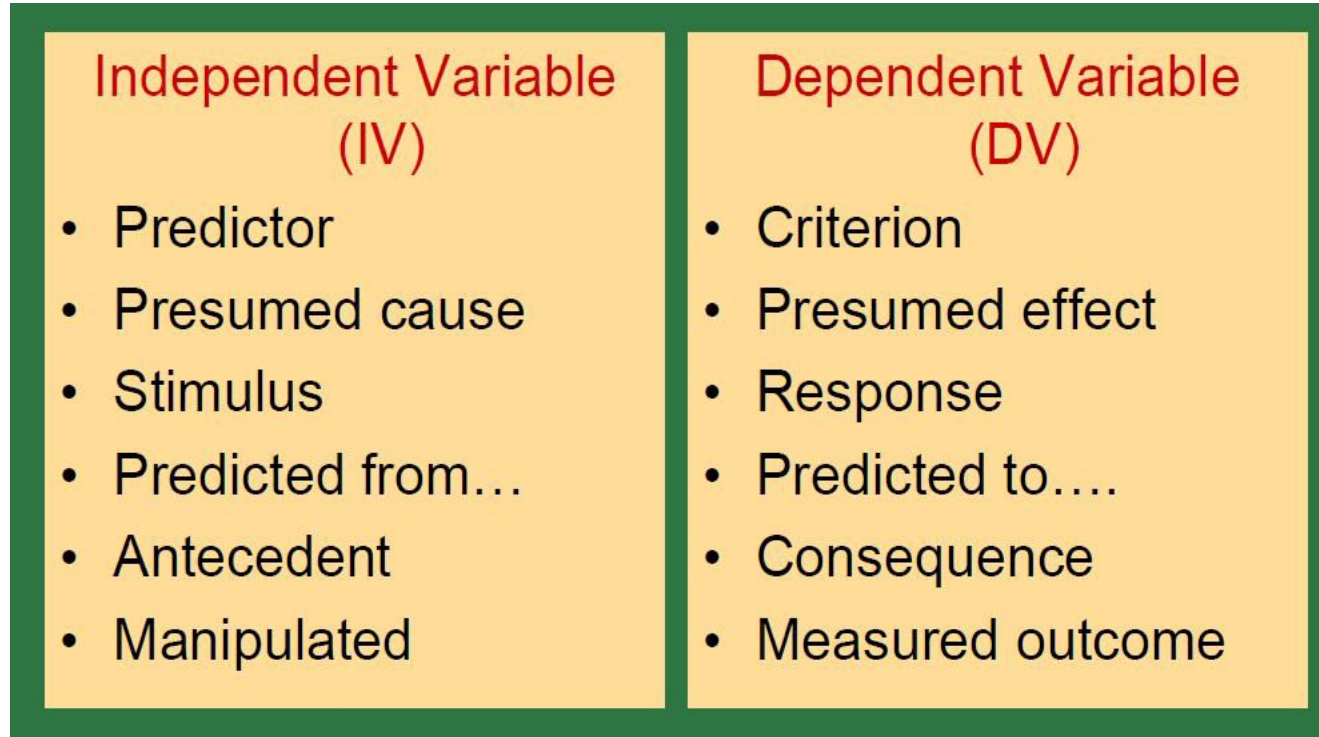 Independent Variable
(IV)
• Predictor
• Presumed cause
• Stimulus
• Predicted from…
• Antecedent
• Manipulated
Dependent Variable
(DV)
• Criterion
• Presumed effect
• Response
• Predicted to….
• Consequence
• Measured outcome